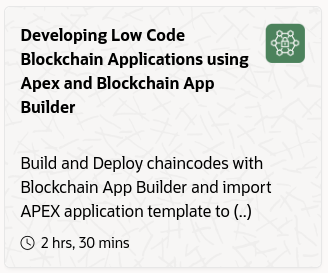 Developing Low Code
Blockchain Applications using
Apex and Blockchain App
Builder
Build and Deploy chaincodes with
Blockchain App Builder and import
APEX application template to (..)
2 hrs, 30 mins